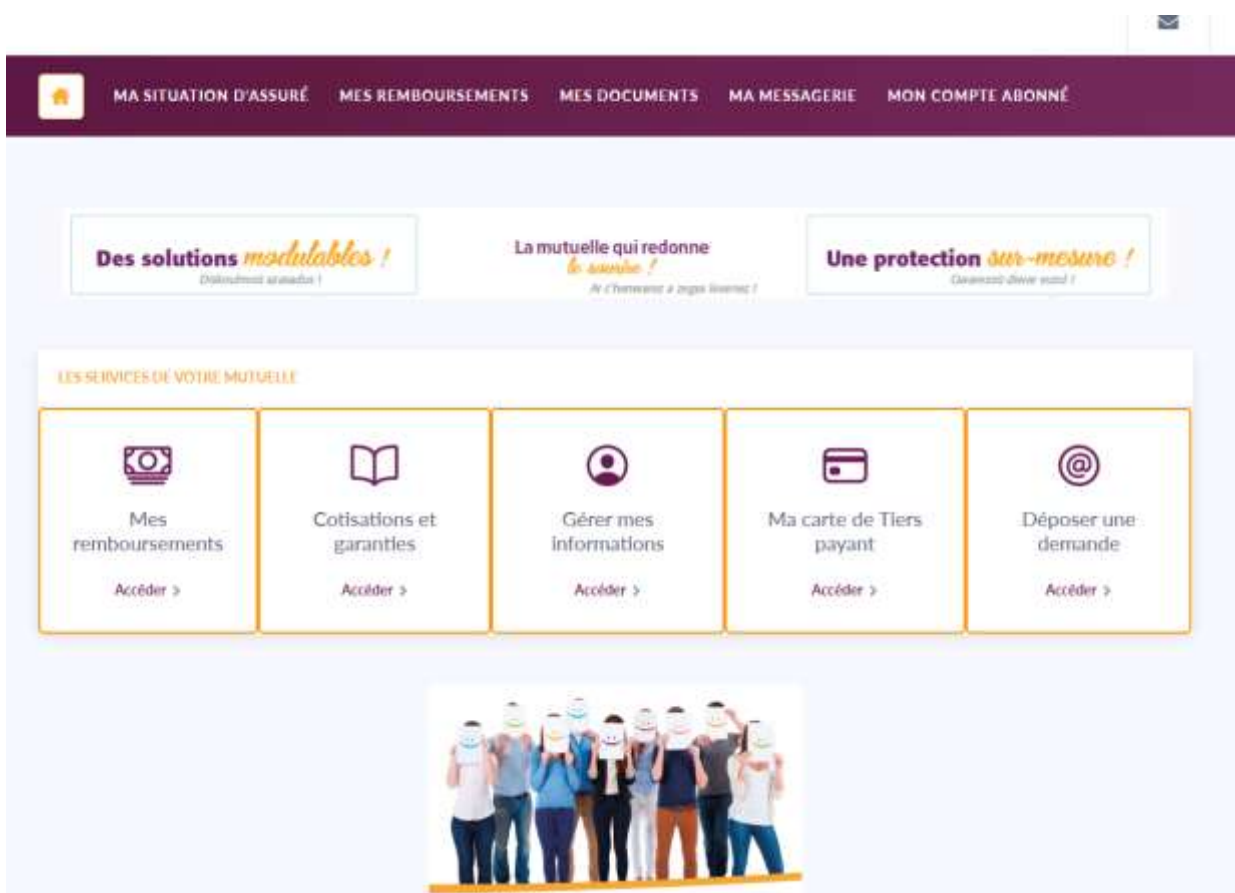 MA SITUATION D'ASSURÉ MES REMBOURSEMENTS MES DOCUMENTS MA MESSAGERIE MON COMPTE ABONNÉ
Des solutions modulables !
La mutuelle qui redonne
le sourire !
Une protection sur-mesure !
LES SERVICES DE VOTRE MUTUELLE
Mes
remboursements
Accéder >
Cotisations et
garanties
Accéder >
Gérer mes
informations
Accéder >
Ma carte de Tiers
payant
Accéder >
Déposer une
demande
Accéder >